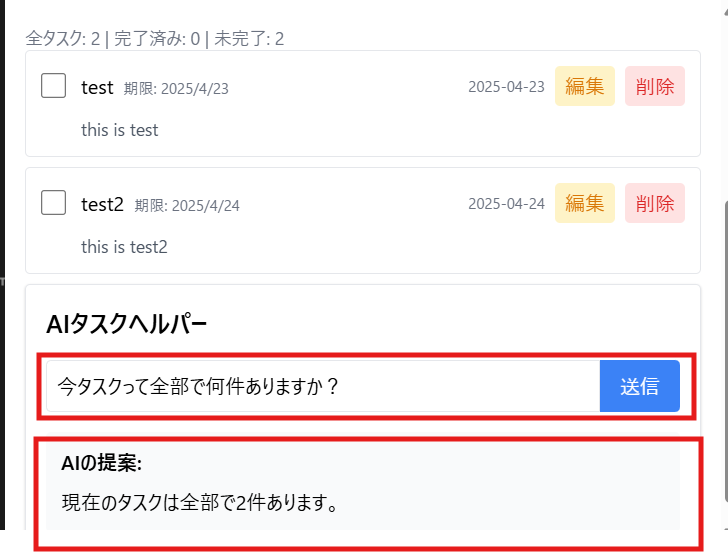 全タスク: 2 | 完了済み: 0 | 未完了: 2
test 期限: 2025/4/23 2025-04-23 編集 削除
this is test
test2 期限: 2025/4/24 2025-04-24 編集 削除
this is test2
AIタスクヘルパー
今タスクって全部で何件ありますか？ 送信
AIの提案:
現在のタスクは全部で2件あります。